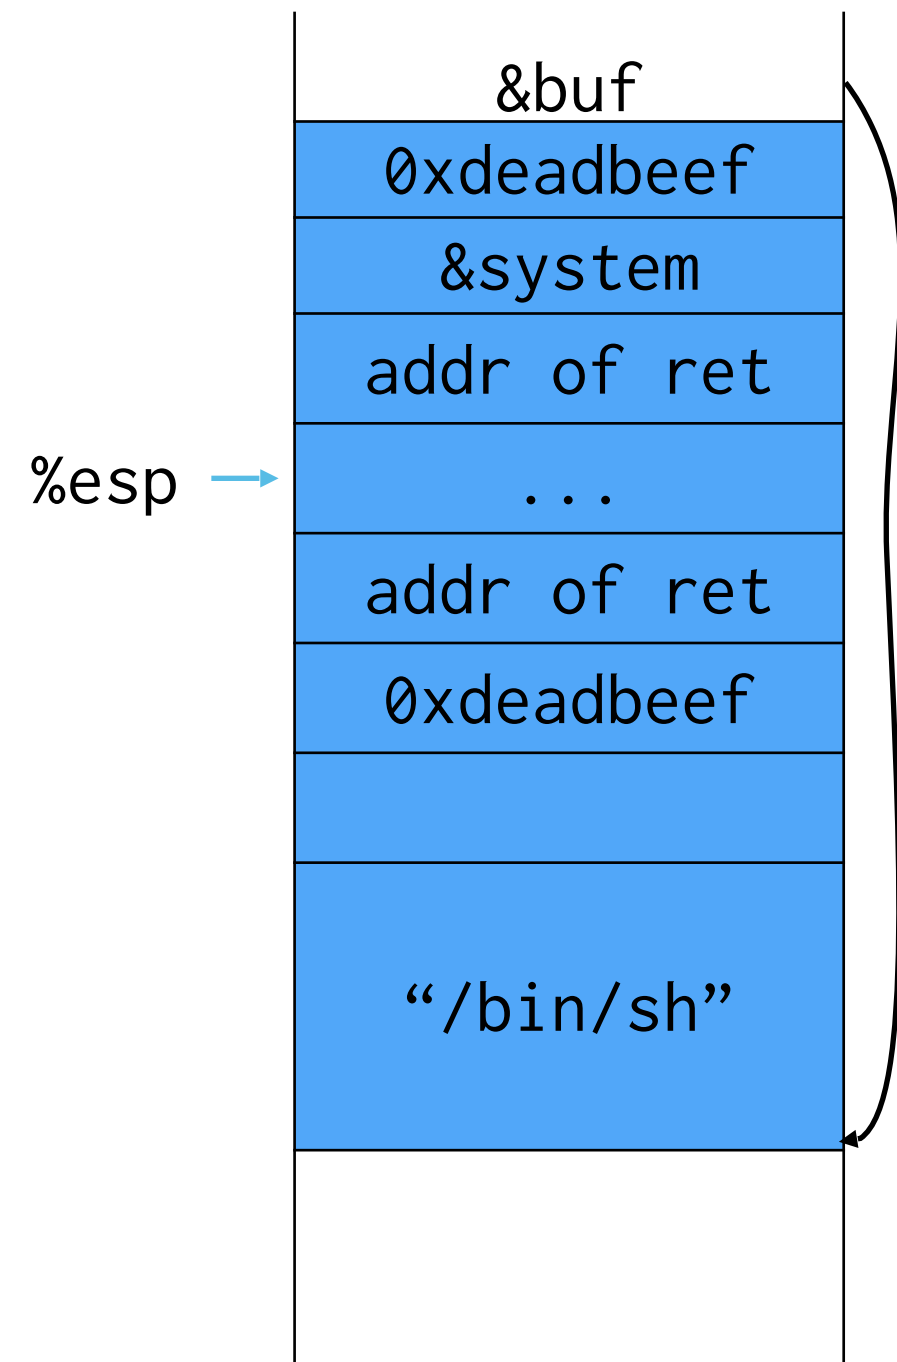 &buf
0xdeadbeef
&system
addr of ret
%esp
...
addr of ret
0xdeadbeef
“/bin/sh”